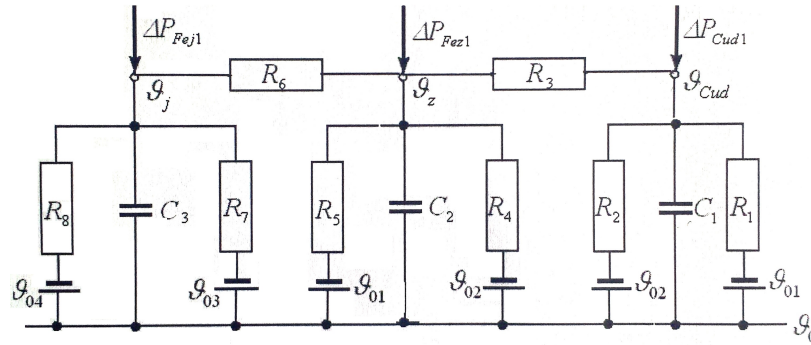 ΔP_Fej1 ΔP_Fez1 ΔP_Cud1
R_6 R_3
ϑ_j ϑ_z ϑ_Cud
R_8 C_3 R_7 R_5 C_2 R_4 R_2 C_1 R_1
ϑ_04 ϑ_03 ϑ_01 ϑ_02 ϑ_02 ϑ_01